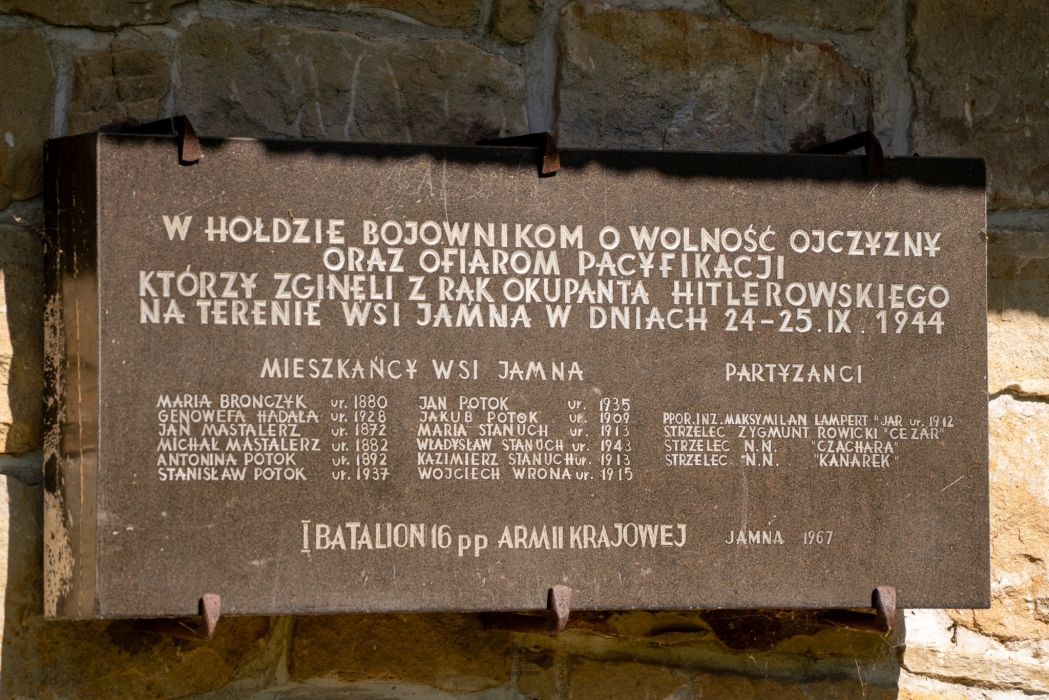 W HOŁDZIE BOJOWNIKOM O WOLNOŚĆ OJCZYZNY
ORAZ OFIAROM PACYFIKACJI
KTÓRZY ZGINĘLI Z RĄK OKUPANTA HITLEROWSKIEGO
NA TERENIE WSI JAMNA W DNIACH 24-25.IX.1944
MIESZKAŃCY WSI JAMNA
MARIA BROŃCZYK ur. 1880
GENOWEFA HADAŁA ur. 1928
JAN MASTALERZ ur. 1872
MICHAŁ MASTALERZ ur. 1882
ANTONINA POTOK ur. 1892
STANISŁAW POTOK ur. 1937
JAN POTOK ur. 1935
JAKUB POTOK ur. 1909
MARIA STANUCH ur. 1913
WŁADYSŁAW STANUCH ur. 1943
KAZIMIERZ STANUCH ur. 1913
WOJCIECH WRONA ur. 1915
PARTYZANCI
PPOR.INZ. MAKSYMILAN LAMPERT "JAR ur. 1912
STRZELEC ZYGMUNT ROWICKI "CEZAR"
STRZELEC N.N. "CZACHARA"
STRZELEC N.N. "KANAREK"
I BATALION 16 pp ARMII KRAJOWEJ
JAMNA 1967